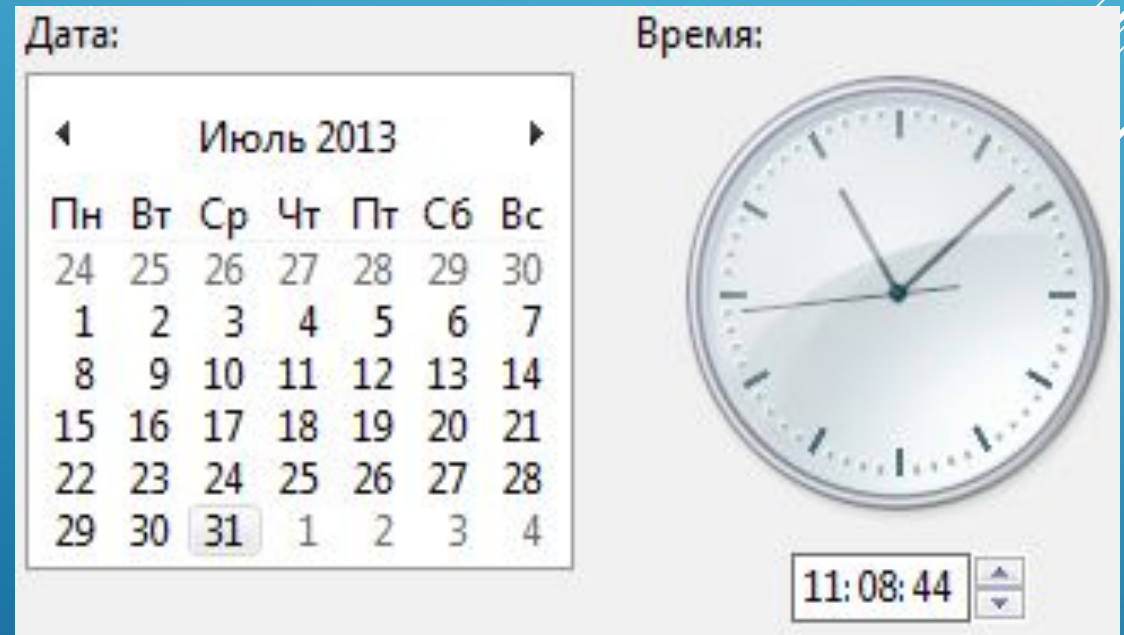 Дата:
Июль 2013
Пн Вт Ср Чт Пт Сб Вс
24 25 26 27 28 29 30
1 2 3 4 5 6 7
8 9 10 11 12 13 14
15 16 17 18 19 20 21
22 23 24 25 26 27 28
29 30 31 1 2 3 4
Время:
11:08:44